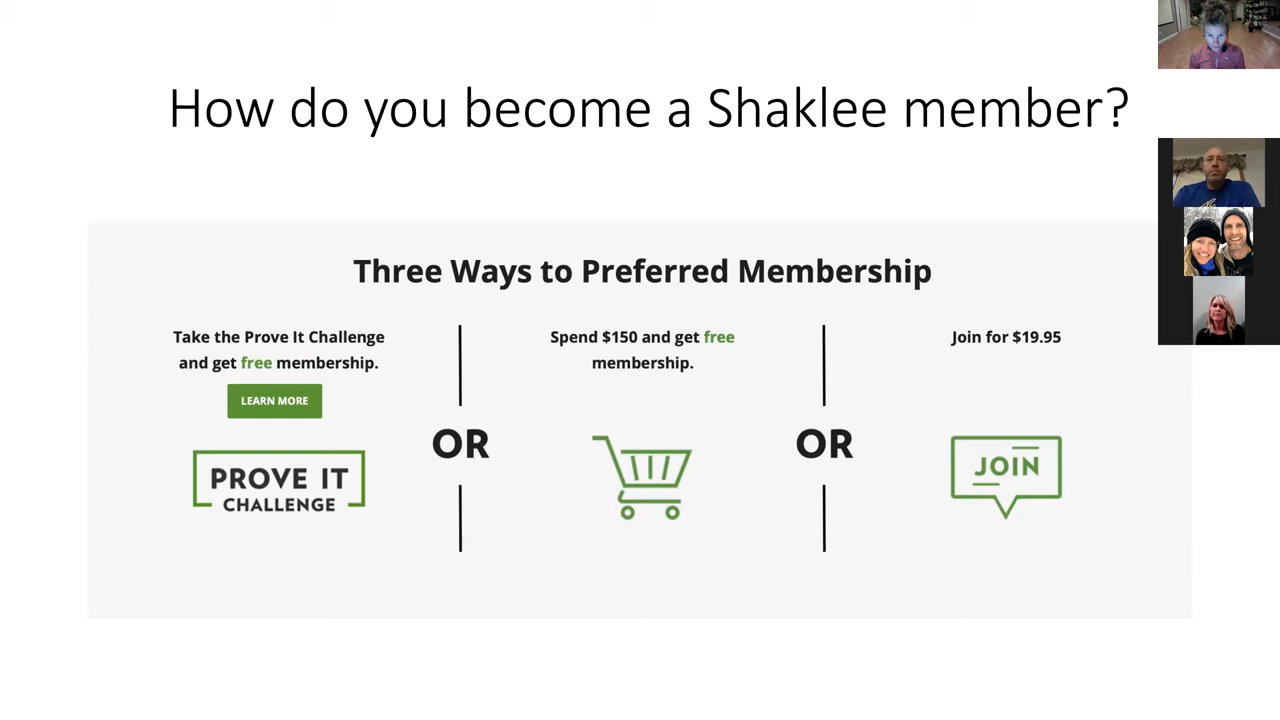 How do you become a Shaklee member?
Three Ways to Preferred Membership
Take the Prove It Challenge
and get free membership.
LEARN MORE
PROVE IT
CHALLENGE
OR
Spend $150 and get free
membership.
OR
Join for $19.95
JOIN